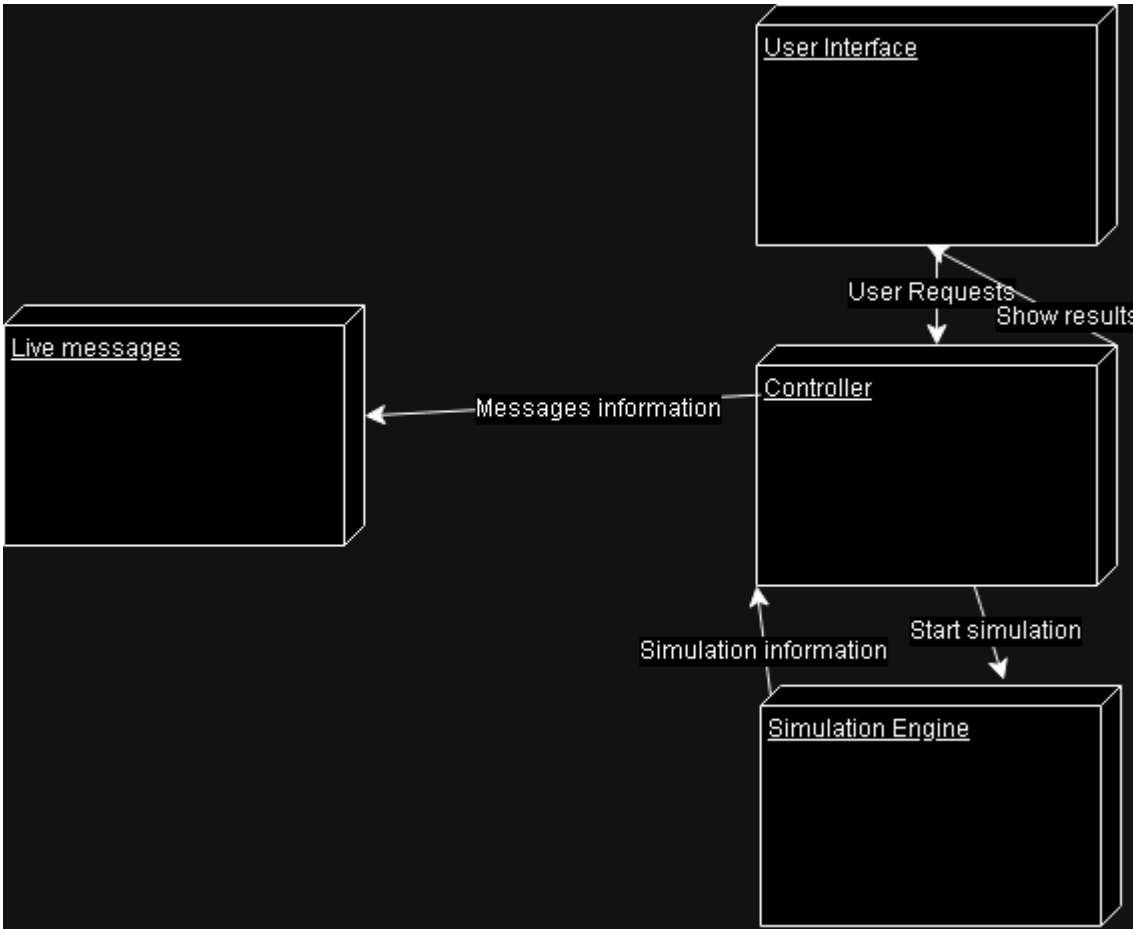 User Interface
User Requests
Show results
Live messages
Controller
Messages information
Start simulation
Simulation information
Simulation Engine